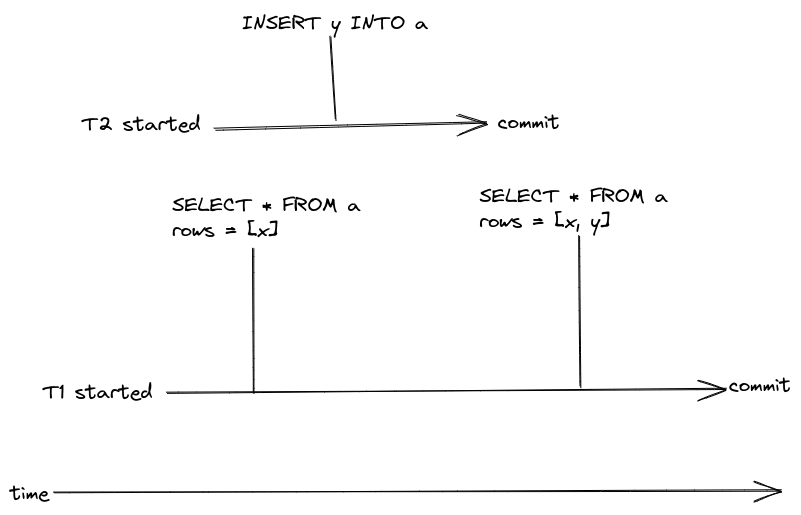 INSERT y INTO a
T2 started
commit
SELECT * FROM a
rows = [x]
SELECT * FROM a
rows = [x, y]
T1 started
commit
time